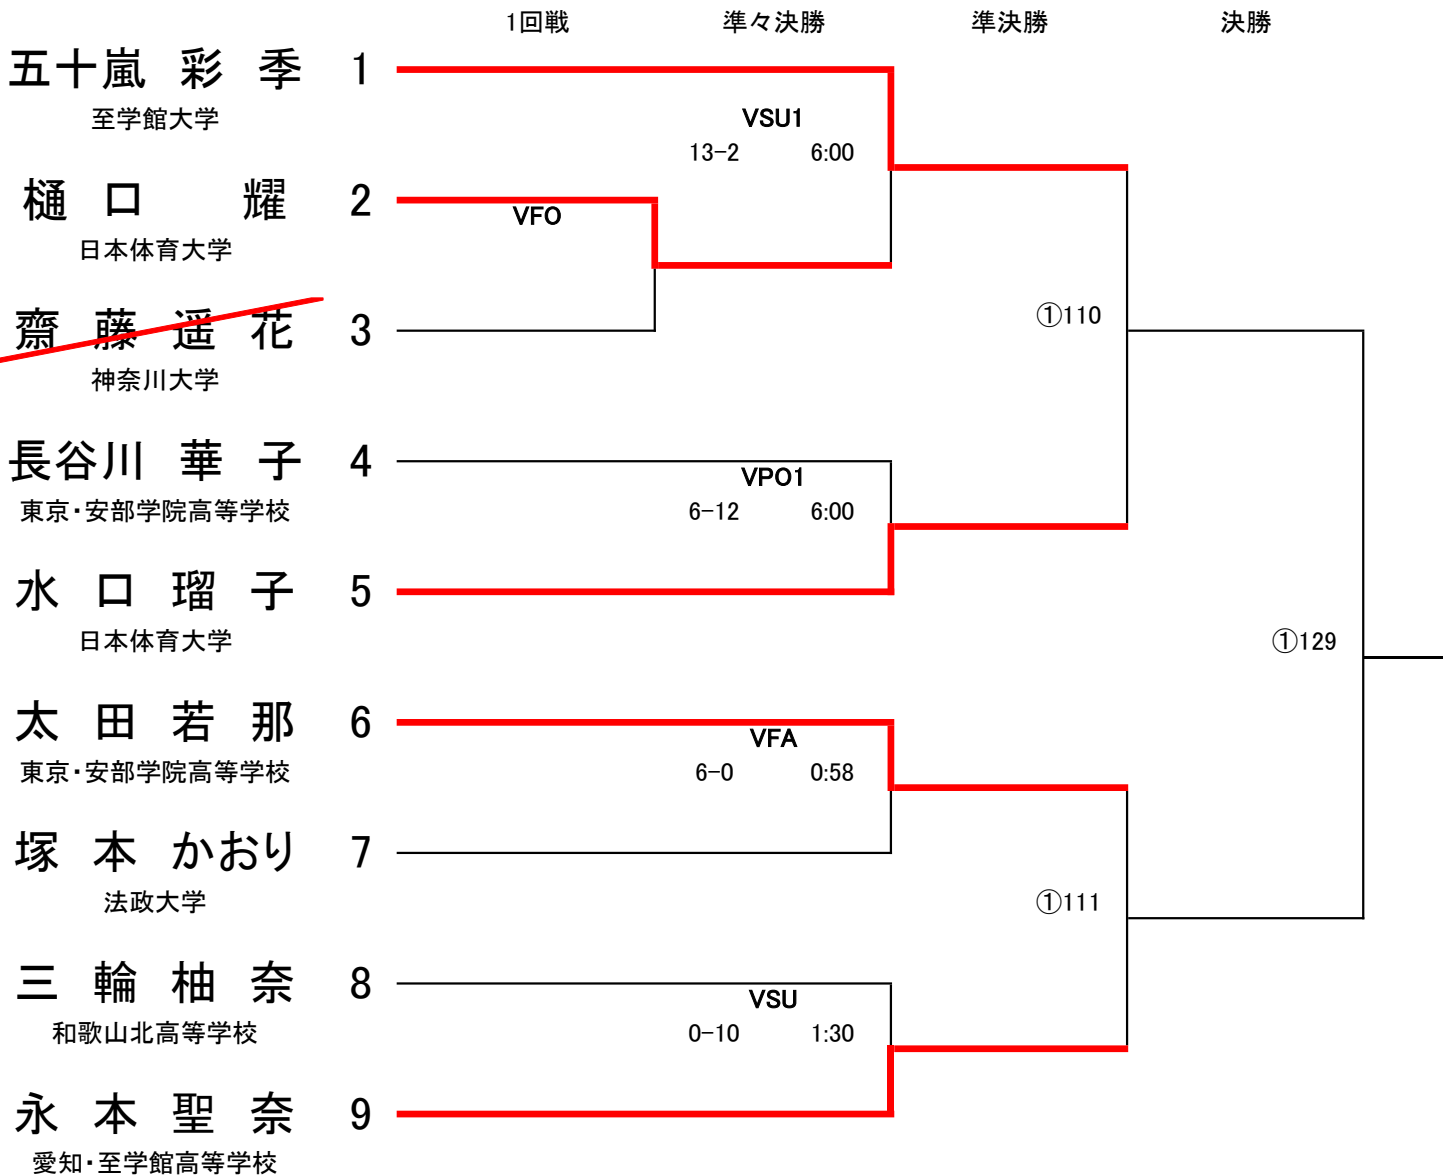 1回戦 準々決勝 準決勝 決勝
五十嵐 彩 季 1
至学館大学
VSU1
13-2 6:00
樋 口 耀 2
VFO
日本体育大学
齋 藤 遥 花 3
①110
神奈川大学
長谷川 華 子 4
VPO1
東京・安部学院高等学校
6-12 6:00
水 口 瑠 子 5
日本体育大学
①129
太 田 若 那 6
VFA
東京・安部学院高等学校
6-0 0:58
塚 本 かおり 7
法政大学
①111
三 輪 柚 奈 8
VSU
和歌山北高等学校
0-10 1:30
永 本 聖 奈 9
愛知・至学館高等学校